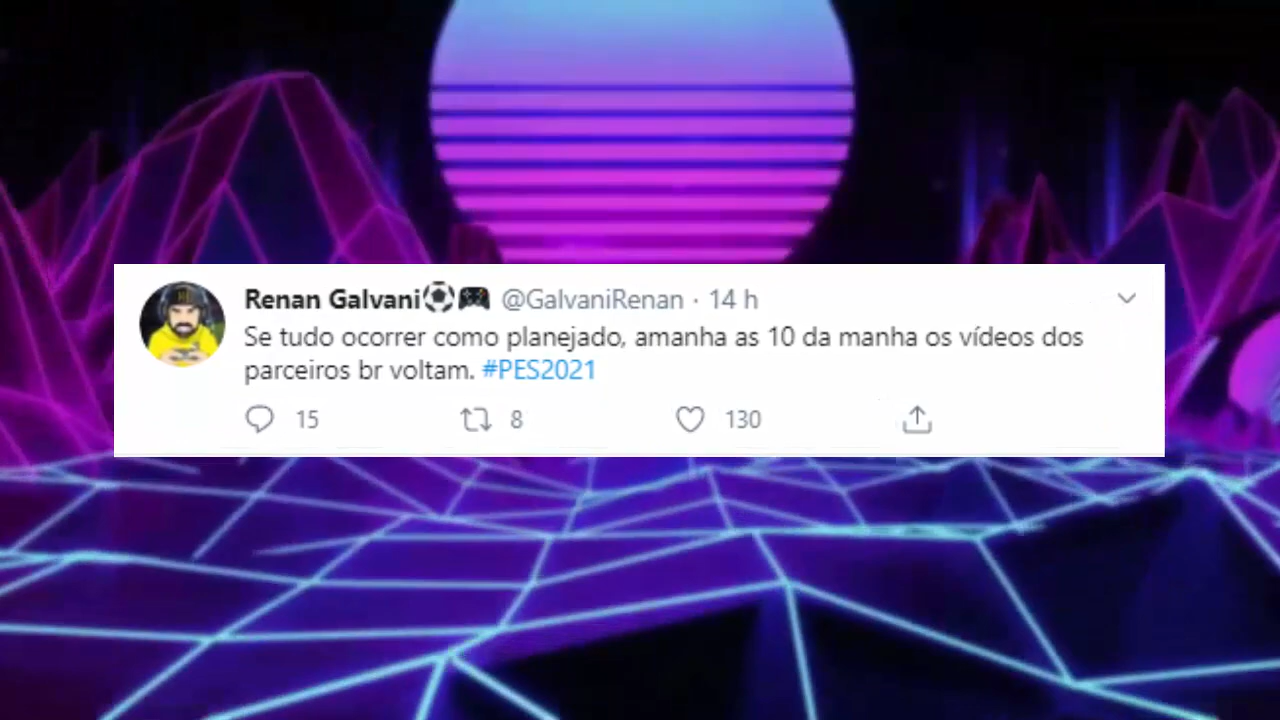 Renan Galvani⚽🎮 @GalvaniRenan · 14 h
Se tudo ocorrer como planejado, amanha as 10 da manha os vídeos dos
parceiros br voltam. #PES2021
15 8 130